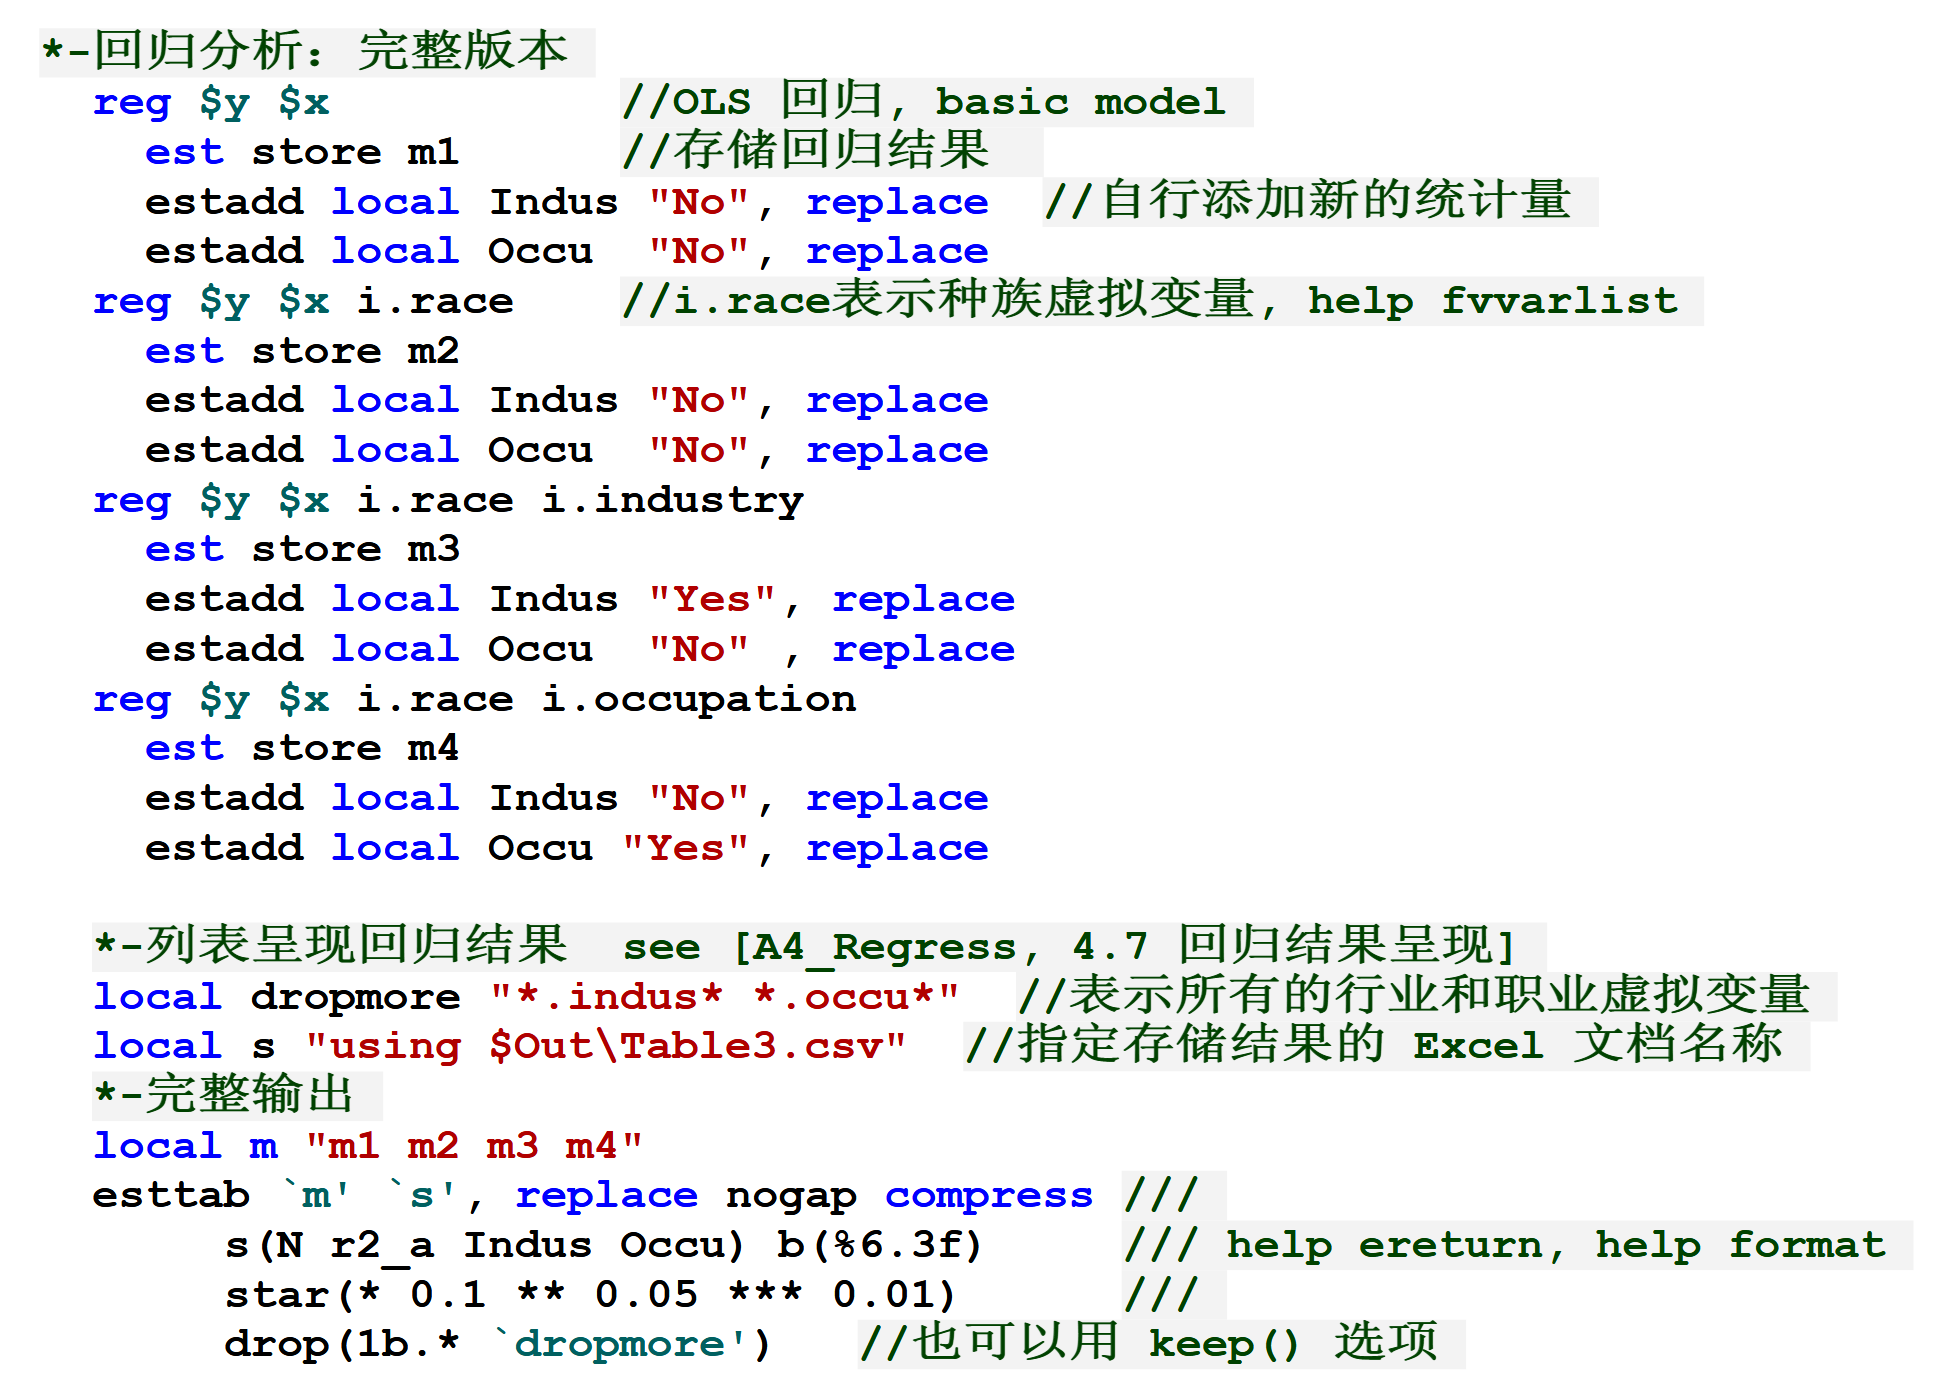 *-回归分析：完整版本
reg $y $x //OLS 回归, basic model
est store m1 //存储回归结果
estadd local Indus "No", replace //自行添加新的统计量
estadd local Occu "No", replace
reg $y $x i.race //i.race表示种族虚拟变量, help fvvarlist
est store m2
estadd local Indus "No", replace
estadd local Occu "No", replace
reg $y $x i.race i.industry
est store m3
estadd local Indus "Yes", replace
estadd local Occu "No" , replace
reg $y $x i.race i.occupation
est store m4
estadd local Indus "No", replace
estadd local Occu "Yes", replace
*-列表呈现回归结果 see [A4_Regress, 4.7 回归结果呈现]
local dropmore "*.indus* *.occu*" //表示所有的行业和职业虚拟变量
local s "using $Out\Table3.csv" //指定存储结果的 Excel 文档名称
*-完整输出
local m "m1 m2 m3 m4"
esttab `m' `s', replace nogap compress ///
s(N r2_a Indus Occu) b(%6.3f) /// help ereturn, help format
star(* 0.1 ** 0.05 *** 0.01) ///
drop(1b.* `dropmore') //也可以用 keep() 选项